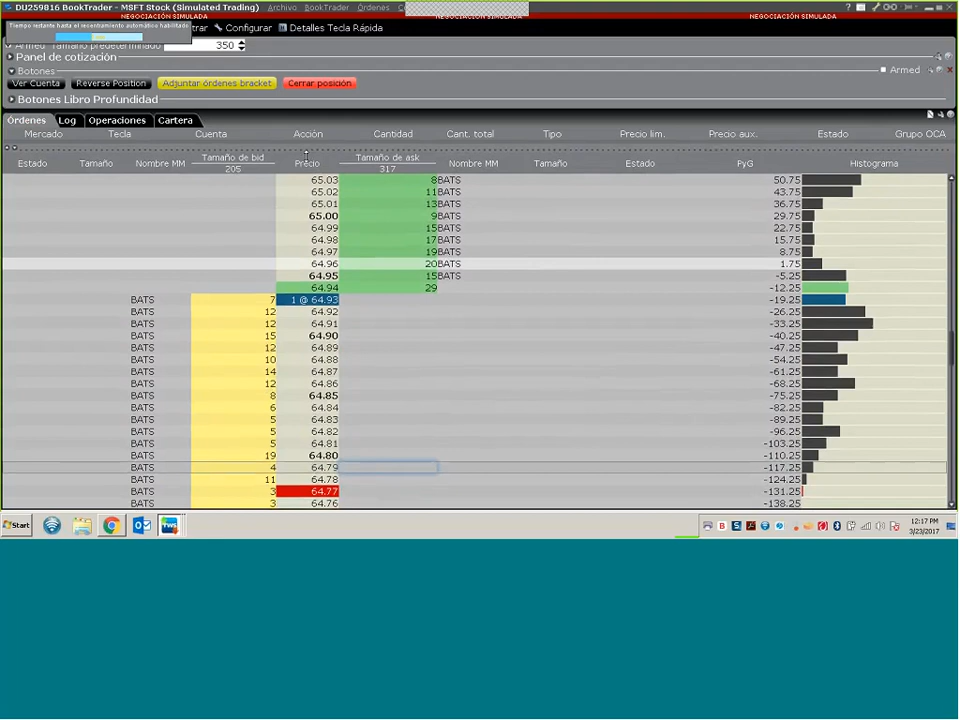 DU259816 BookTrader - MSFT Stock (Simulated Trading) Archivo BookTrader Órdenes
NEGOCIACIÓN SIMULADA NEGOCIACIÓN SIMULADA NEGOCIACIÓN SIMULADA
Tiempo restante hasta el recentramiento automático habilitado
Configurar Detalles Tecla Rápida
Armed Tamaño predeterminado 350
Panel de cotización
Botones Armed
Ver Cuenta Reverse Position Adjuntar órdenes bracket Cerrar posición
Botones Libro Profundidad
Órdenes Log Operaciones Cartera
Mercado Tecla Cuenta Acción Cantidad Cant. total Tipo Precio lim. Precio aux. Estado Grupo OCA
Estado Tamaño Nombre MM Tamaño de bid Precio Tamaño de ask Nombre MM Tamaño Estado PyG Histograma
205 317
65.03 8 BATS 50.75
65.02 11 BATS 43.75
65.01 13 BATS 36.75
65.00 9 BATS 29.75
64.99 15 BATS 22.75
64.98 17 BATS 15.75
64.97 19 BATS 8.75
64.96 20 BATS 1.75
64.95 15 BATS -5.25
64.94 29 -12.25
BATS 7 1 @ 64.93 -19.25
BATS 12 64.92 -26.25
BATS 12 64.91 -33.25
BATS 15 64.90 -40.25
BATS 12 64.89 -47.25
BATS 10 64.88 -54.25
BATS 14 64.87 -61.25
BATS 12 64.86 -68.25
BATS 8 64.85 -75.25
BATS 6 64.84 -82.25
BATS 5 64.83 -89.25
BATS 5 64.82 -96.25
BATS 5 64.81 -103.25
BATS 19 64.80 -110.25
BATS 4 64.79 -117.25
BATS 11 64.78 -124.25
BATS 3 64.77 -131.25
BATS 3 64.76 -138.25
Start 12:17 PM
3/23/2017